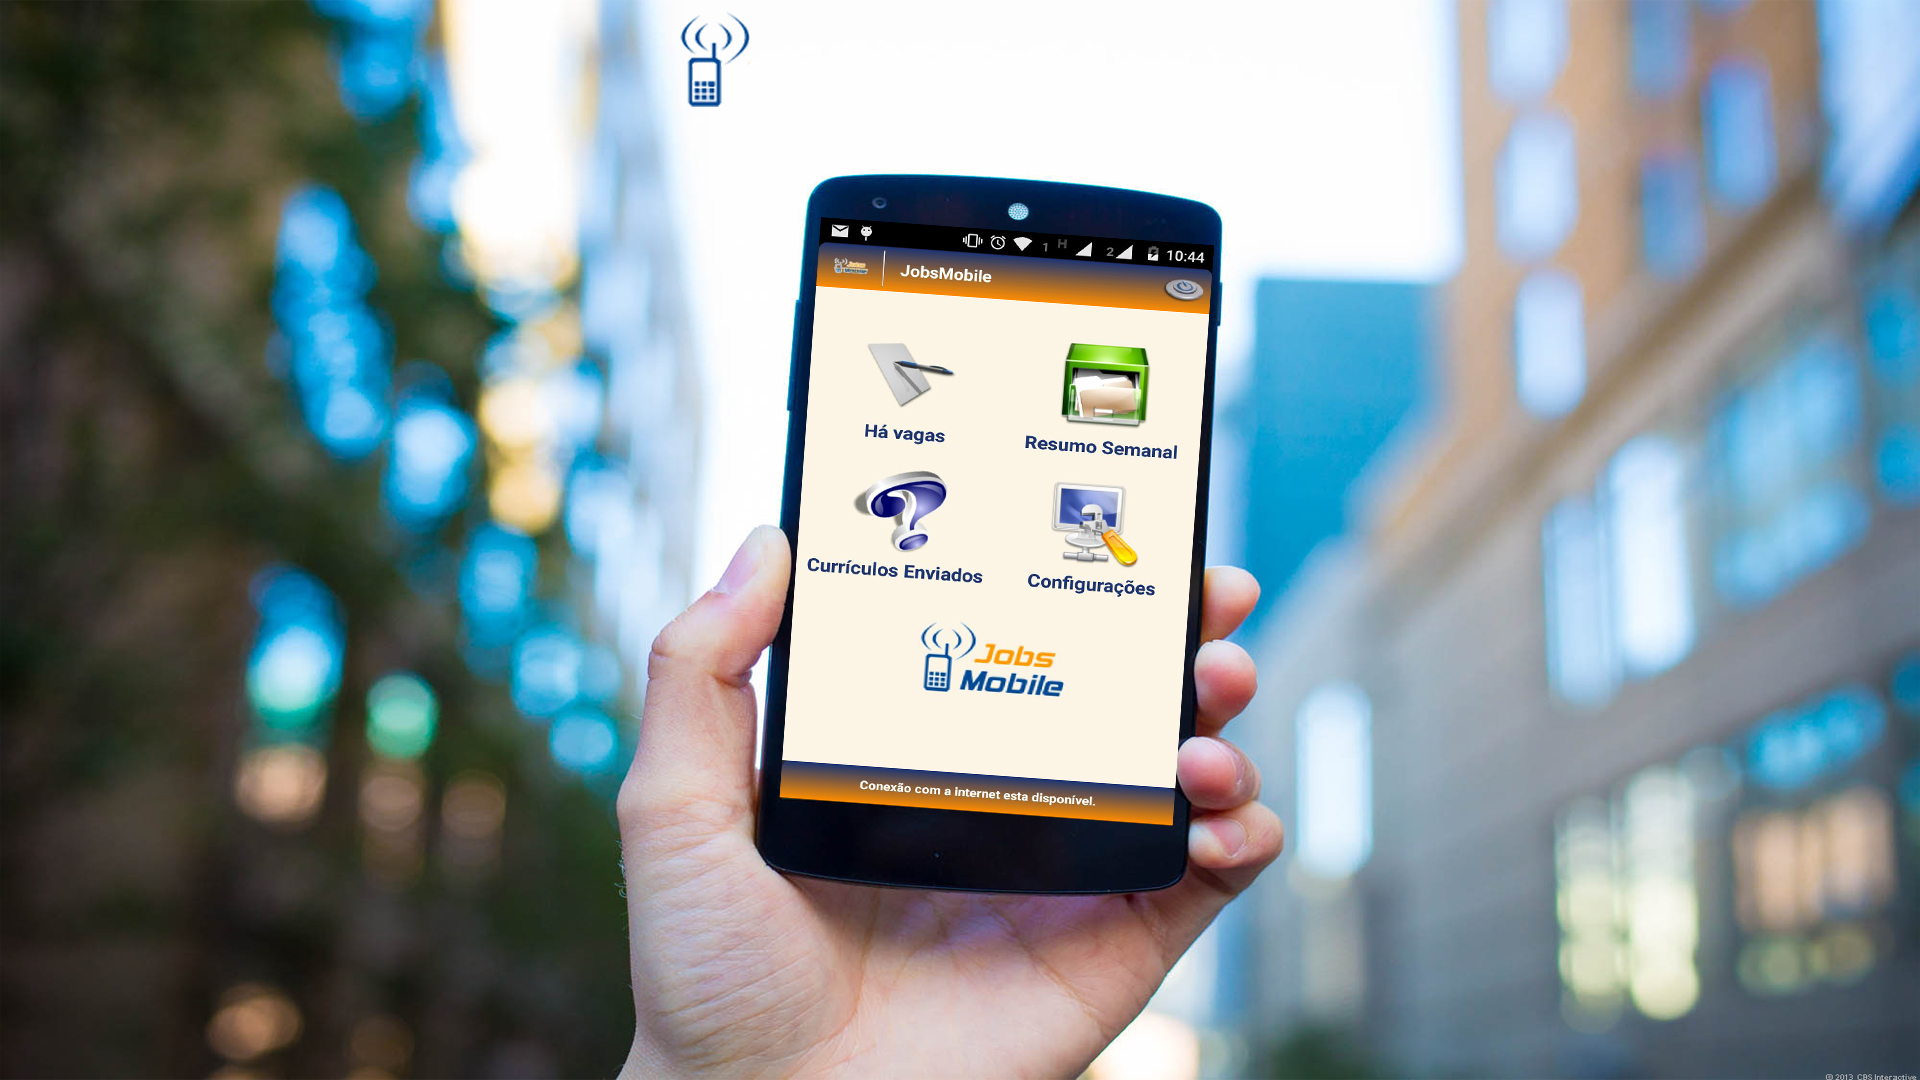 1 H 2 10:44
JobsMobile
Há vagas
Resumo Semanal
Currículos Enviados
Configurações
Jobs
Mobile
Conexão com a internet esta disponível.
© 2013 CBS Interactive